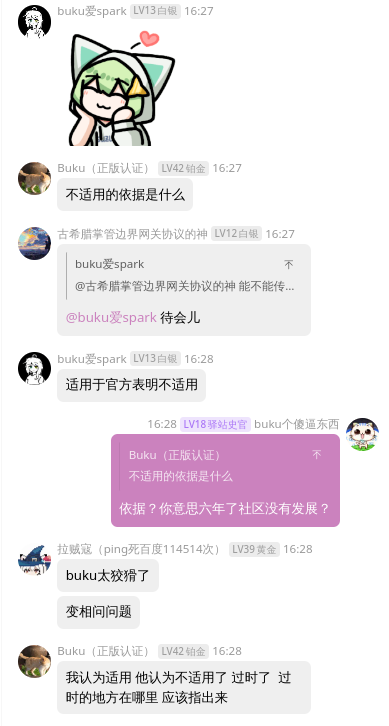 buku爱spark LV13白银 16:27
Buku（正版认证） LV42铂金 16:27
不适用的依据是什么
古希腊掌管边界网关协议的神 LV12白银 16:27
buku爱spark
@古希腊掌管边界网关协议的神 能不能传...
@buku爱spark 待会儿
buku爱spark LV13白银 16:28
适用于官方表明不适用
16:28 LV18驿站史官 buku个傻逼东西
Buku（正版认证）
不适用的依据是什么
依据？你意思六年了社区没有发展？
拉贼寇（ping死百度114514次） LV39黄金 16:28
buku太狡猾了
变相问问题
Buku（正版认证） LV42铂金 16:28
我认为适用 他认为不适用了 过时了 过
时的地方在哪里 应该指出来